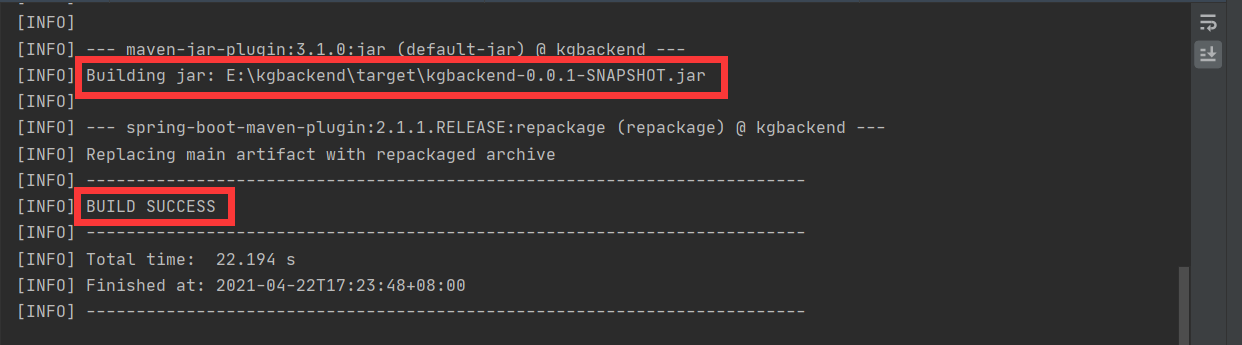 [INFO]
[INFO] --- maven-jar-plugin:3.1.0:jar (default-jar) @ kgbackend ---
[INFO] Building jar: E:\kgbackend\target\kgbackend-0.0.1-SNAPSHOT.jar
[INFO]
[INFO] --- spring-boot-maven-plugin:2.1.1.RELEASE:repackage (repackage) @ kgbackend ---
[INFO] Replacing main artifact with repackaged archive
[INFO] ------------------------------------------------------------------------
[INFO] BUILD SUCCESS
[INFO] ------------------------------------------------------------------------
[INFO] Total time:  22.194 s
[INFO] Finished at: 2021-04-22T17:23:48+08:00
[INFO] ------------------------------------------------------------------------